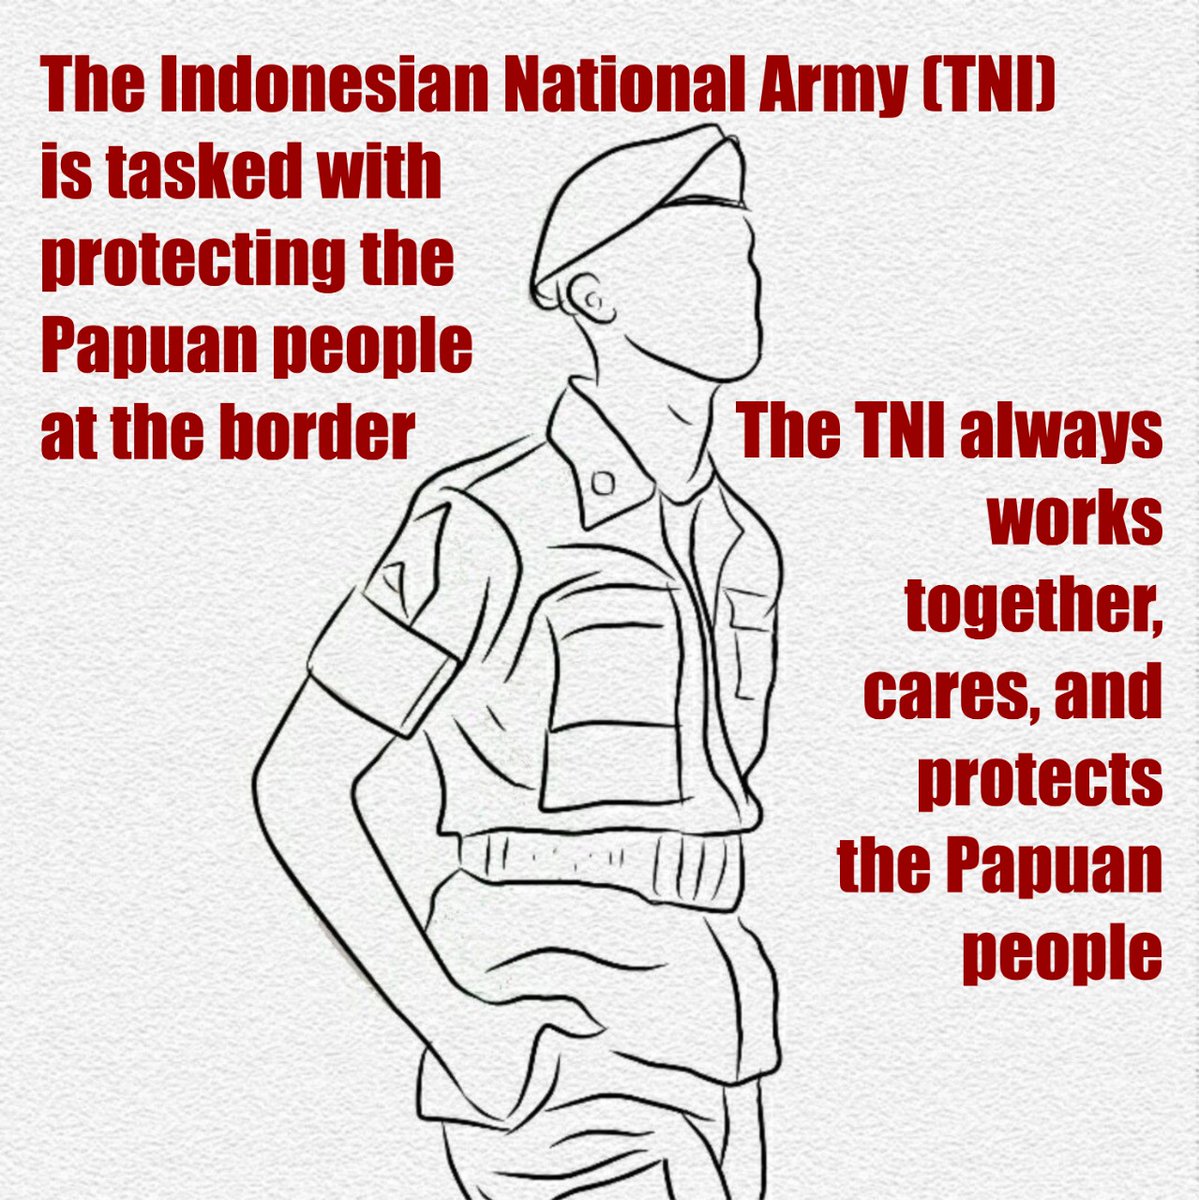 The Indonesian National Army (TNI)
is tasked with
protecting the
Papuan people
at the border
The TNI always
works
together,
cares, and
protects
the Papuan
people